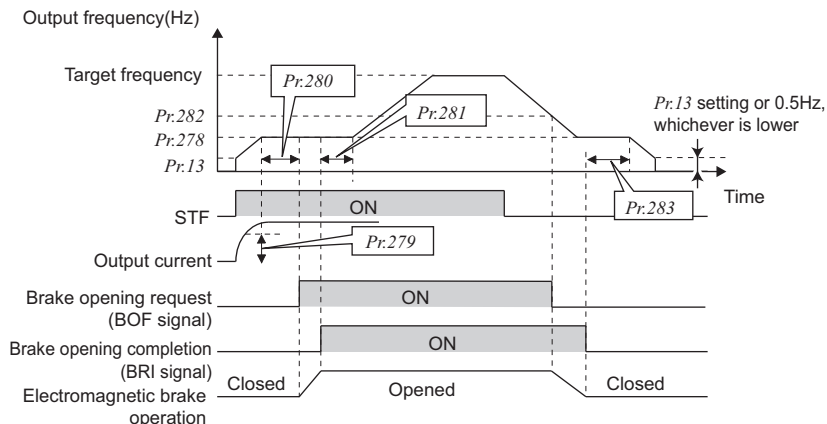 Output frequency(Hz)
Target frequency
Pr.280
Pr.282
Pr.281
Pr.13 setting or 0.5Hz,
whichever is lower
Pr.278
Pr.13
Time
Pr.283
STF
ON
Pr.279
Output current
Brake opening request
(BOF signal)
ON
Brake opening completion
(BRI signal)
ON
Electromagnetic brake
operation
Closed
Opened
Closed